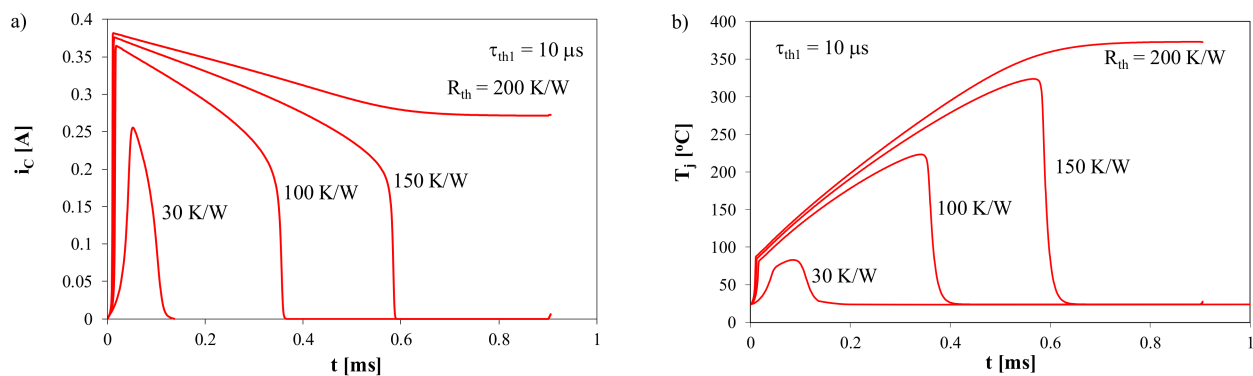 a)
i_C [A]
0.4
0.35
0.3
0.25
0.2
0.15
0.1
0.05
0
τ_th1 = 10 μs
R_th = 200 K/W
150 K/W
100 K/W
30 K/W
0 0.2 0.4 0.6 0.8 1
t [ms]
b)
T_j [ºC]
400
350
300
250
200
150
100
50
0
τ_th1 = 10 μs
R_th = 200 K/W
150 K/W
100 K/W
30 K/W
0 0.2 0.4 0.6 0.8 1
t [ms]